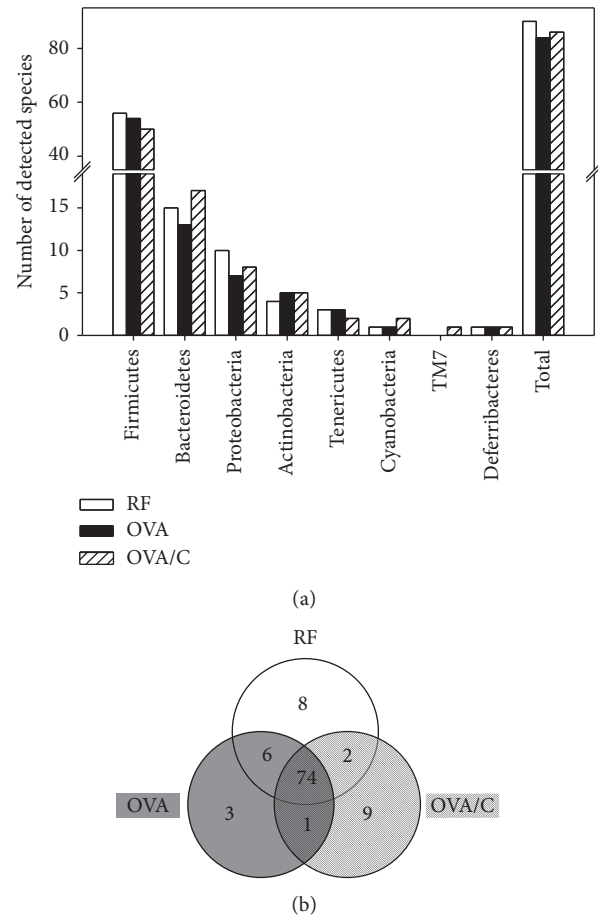 Number of detected species
80
60
40
15
10
5
0
Firmicutes
Bacteroidetes
Proteobacteria
Actinobacteria
Tenericutes
Cyanobacteria
TM7
Deferribacteres
Total
RF
OVA
OVA/C
(a)
RF
8
6
2
74
OVA
3
1
9
OVA/C
(b)